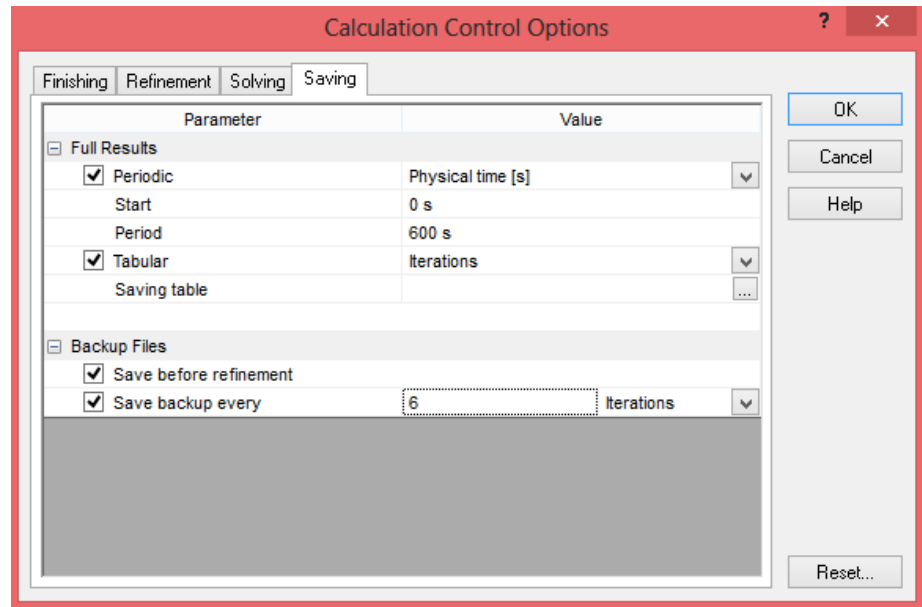 Calculation Control Options ? ×
Finishing Refinement Solving Saving
Parameter Value
Full Results
Periodic Physical time [s]
Start 0 s
Period 600 s
Tabular Iterations
Saving table ...
Backup Files
Save before refinement
Save backup every 6 Iterations
OK
Cancel
Help
Reset...